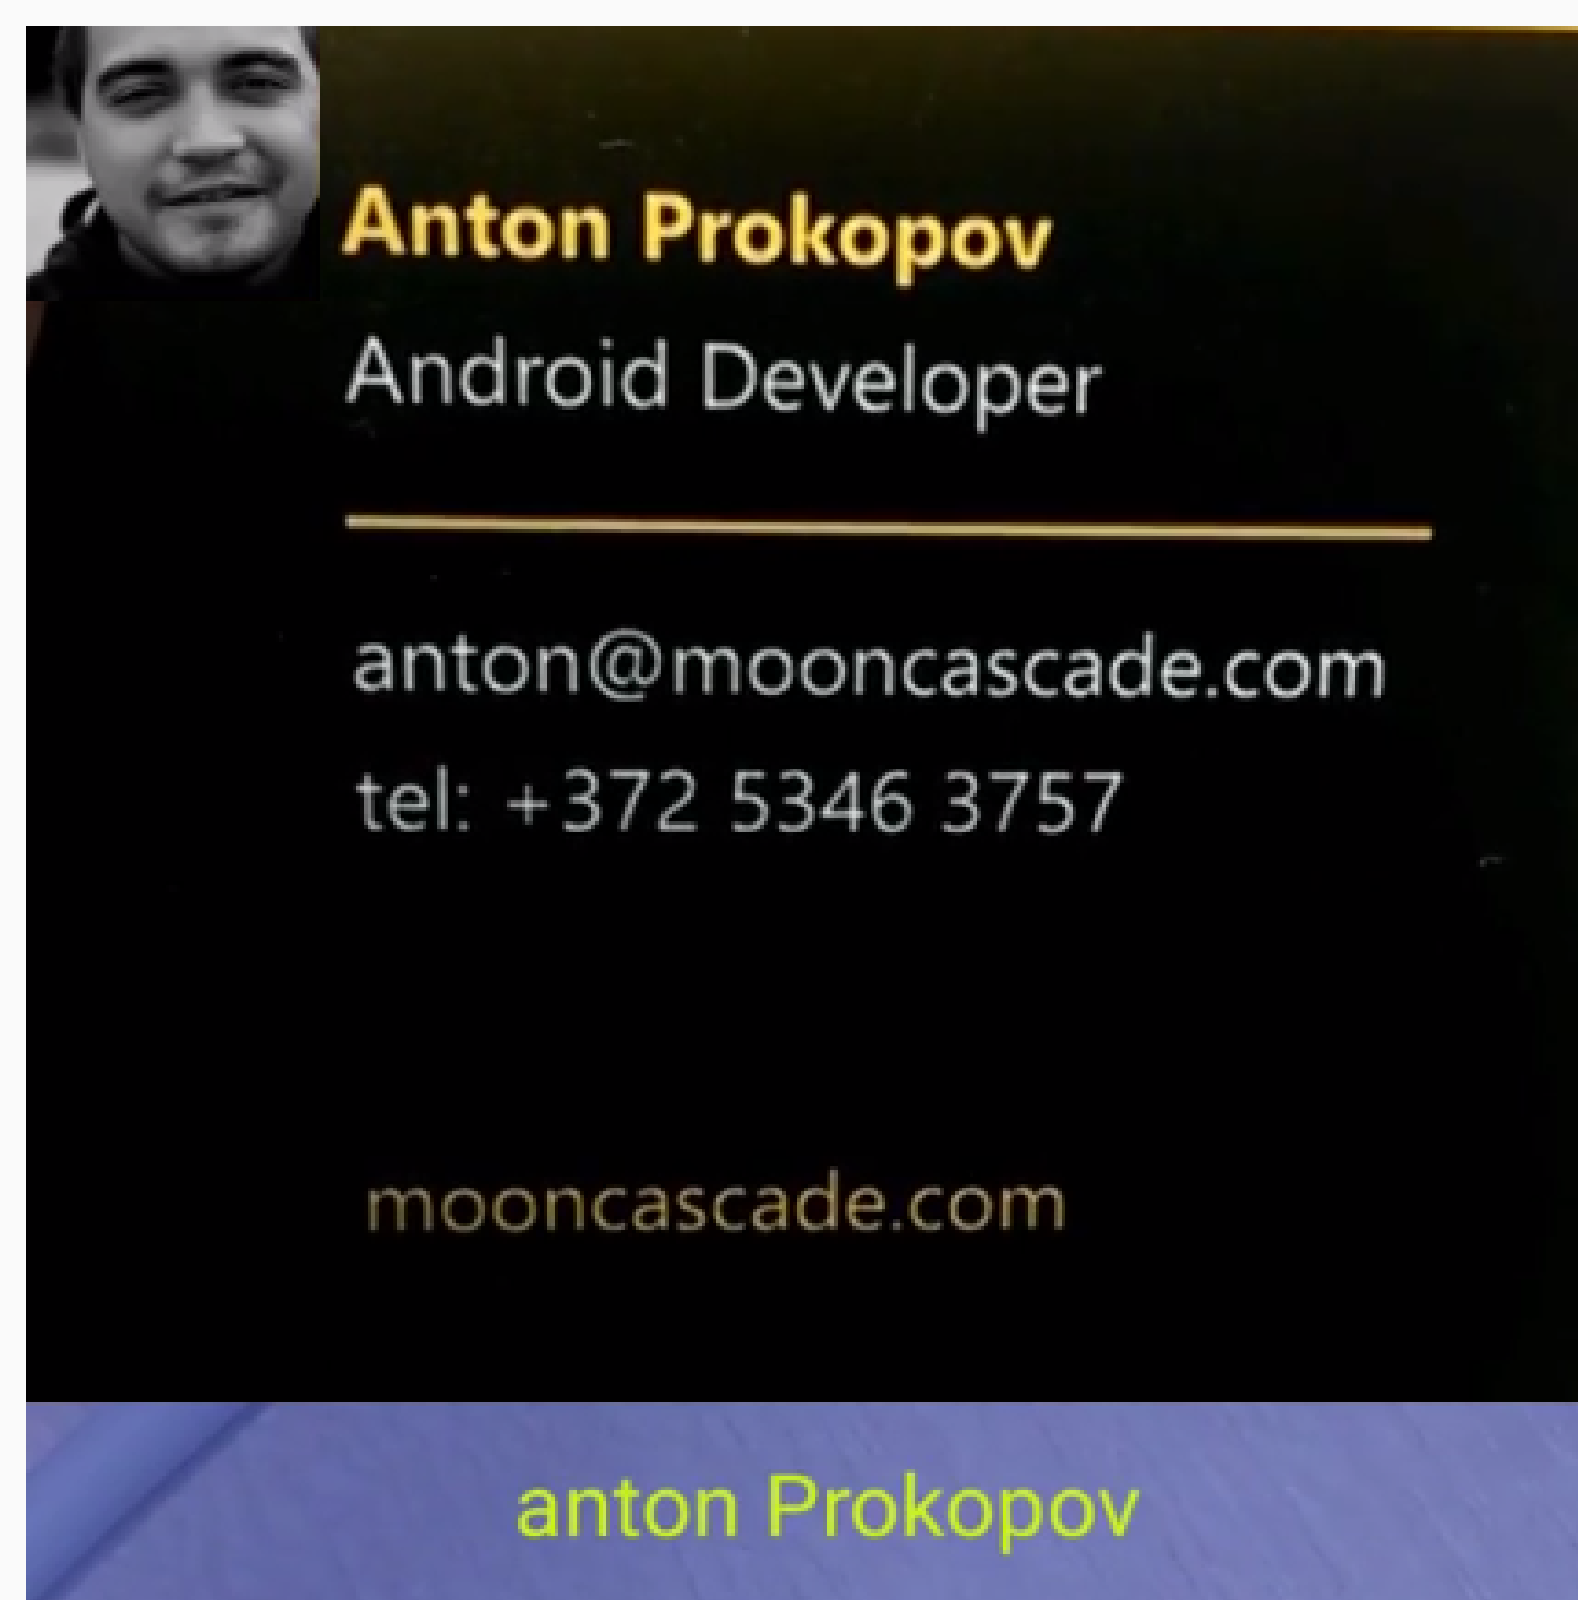 Anton Prokopov
Android Developer
anton@mooncascade.com
tel: +372 5346 3757
mooncascade.com
anton Prokopov